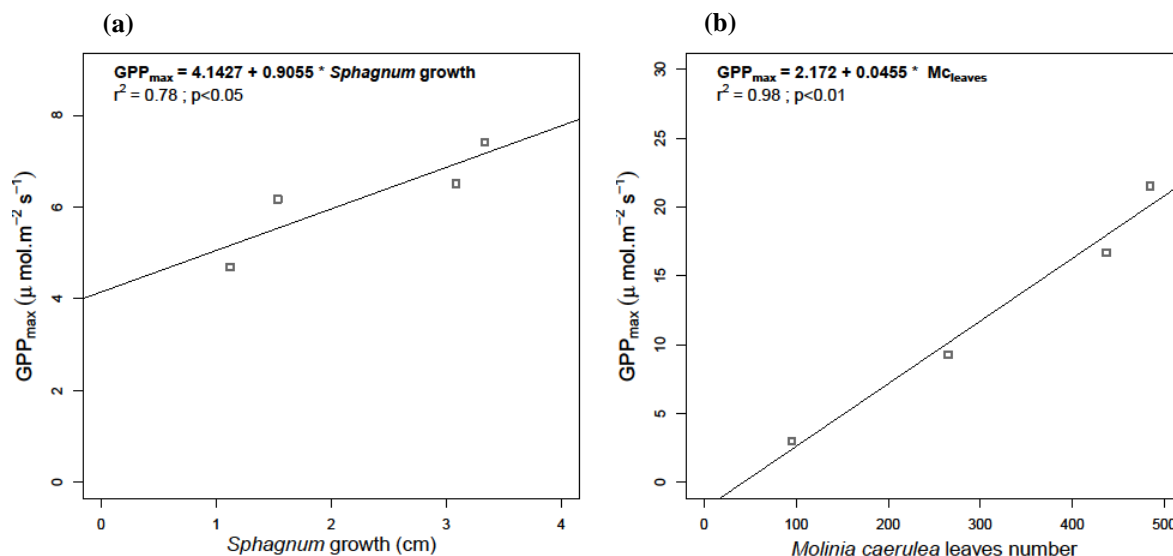 (a)
GPPmax = 4.1427 + 0.9055 * Sphagnum growth
r2 = 0.78 ; p<0.05
GPPmax (μ mol.m−2 s−1)
8
6
4
2
0
0 1 2 3 4
Sphagnum growth (cm)
(b)
GPPmax = 2.172 + 0.0455 * Mcleaves
r2 = 0.98 ; p<0.01
GPPmax (μ mol.m−2 s−1)
30
25
20
15
10
5
0
0 100 200 300 400 500
Molinia caerulea leaves number